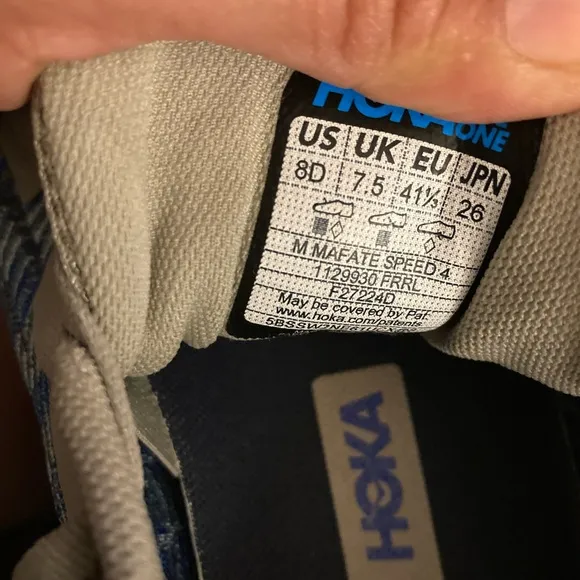 HOKA
ONE
US UK EU JPN
8D 7.5 41⅓ 26
M MAFATE SPEED 4
1129930 FRRL
F27224D
May be covered by Pat.
www.hoka.com/patents
HOKA